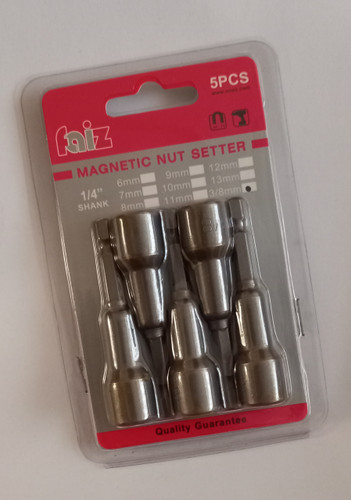 5PCS
faiz
MAGNETIC NUT SETTER
1/4"
SHANK
6mm 9mm 12mm
7mm 10mm 13mm
8mm 11mm 3/8mm
Quality Guarantee